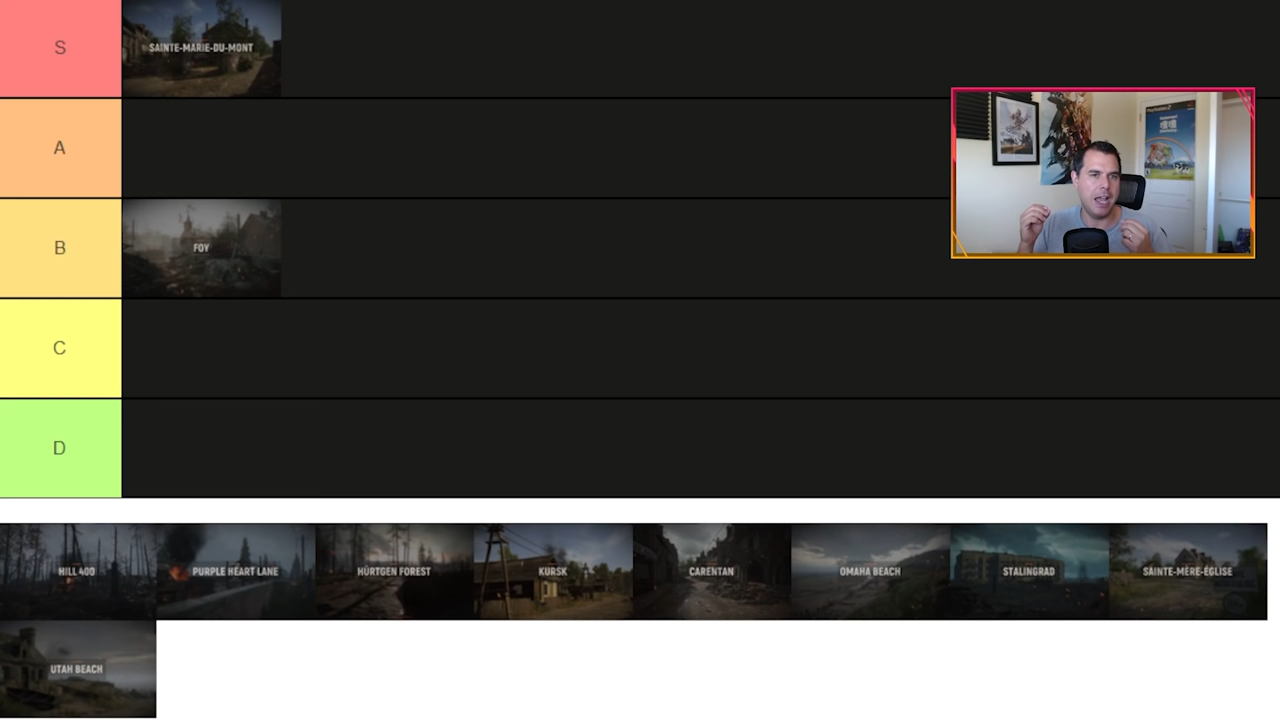 S
SAINTE-MARIE-DU-MONT
A
B
FOY
C
D
HILL 400
PURPLE HEART LANE
HÜRTGEN FOREST
KURSK
CARENTAN
OMAHA BEACH
STALINGRAD
SAINTE-MÈRE-ÉGLISE
UTAH BEACH